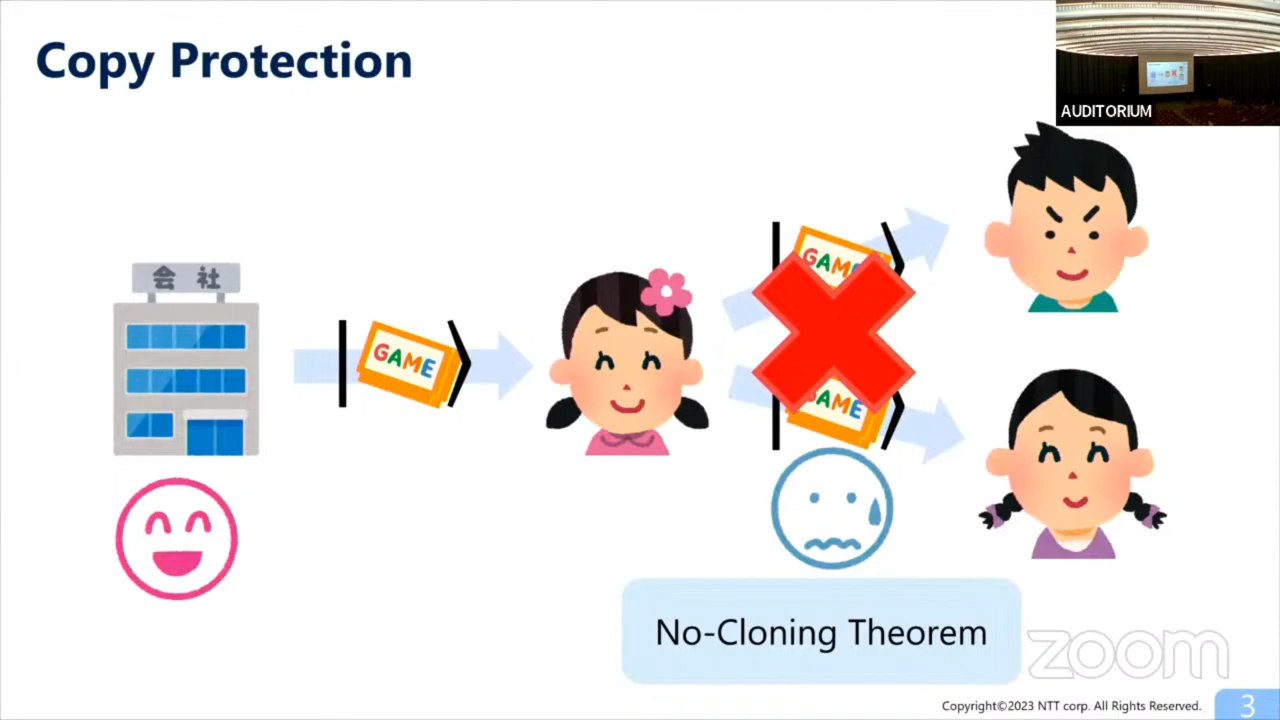 Copy Protection
AUDITORIUM
会社
GAME
GAME
GAME
No-Cloning Theorem
zoom
Copyright©2023 NTT corp. All Rights Reserved.
3